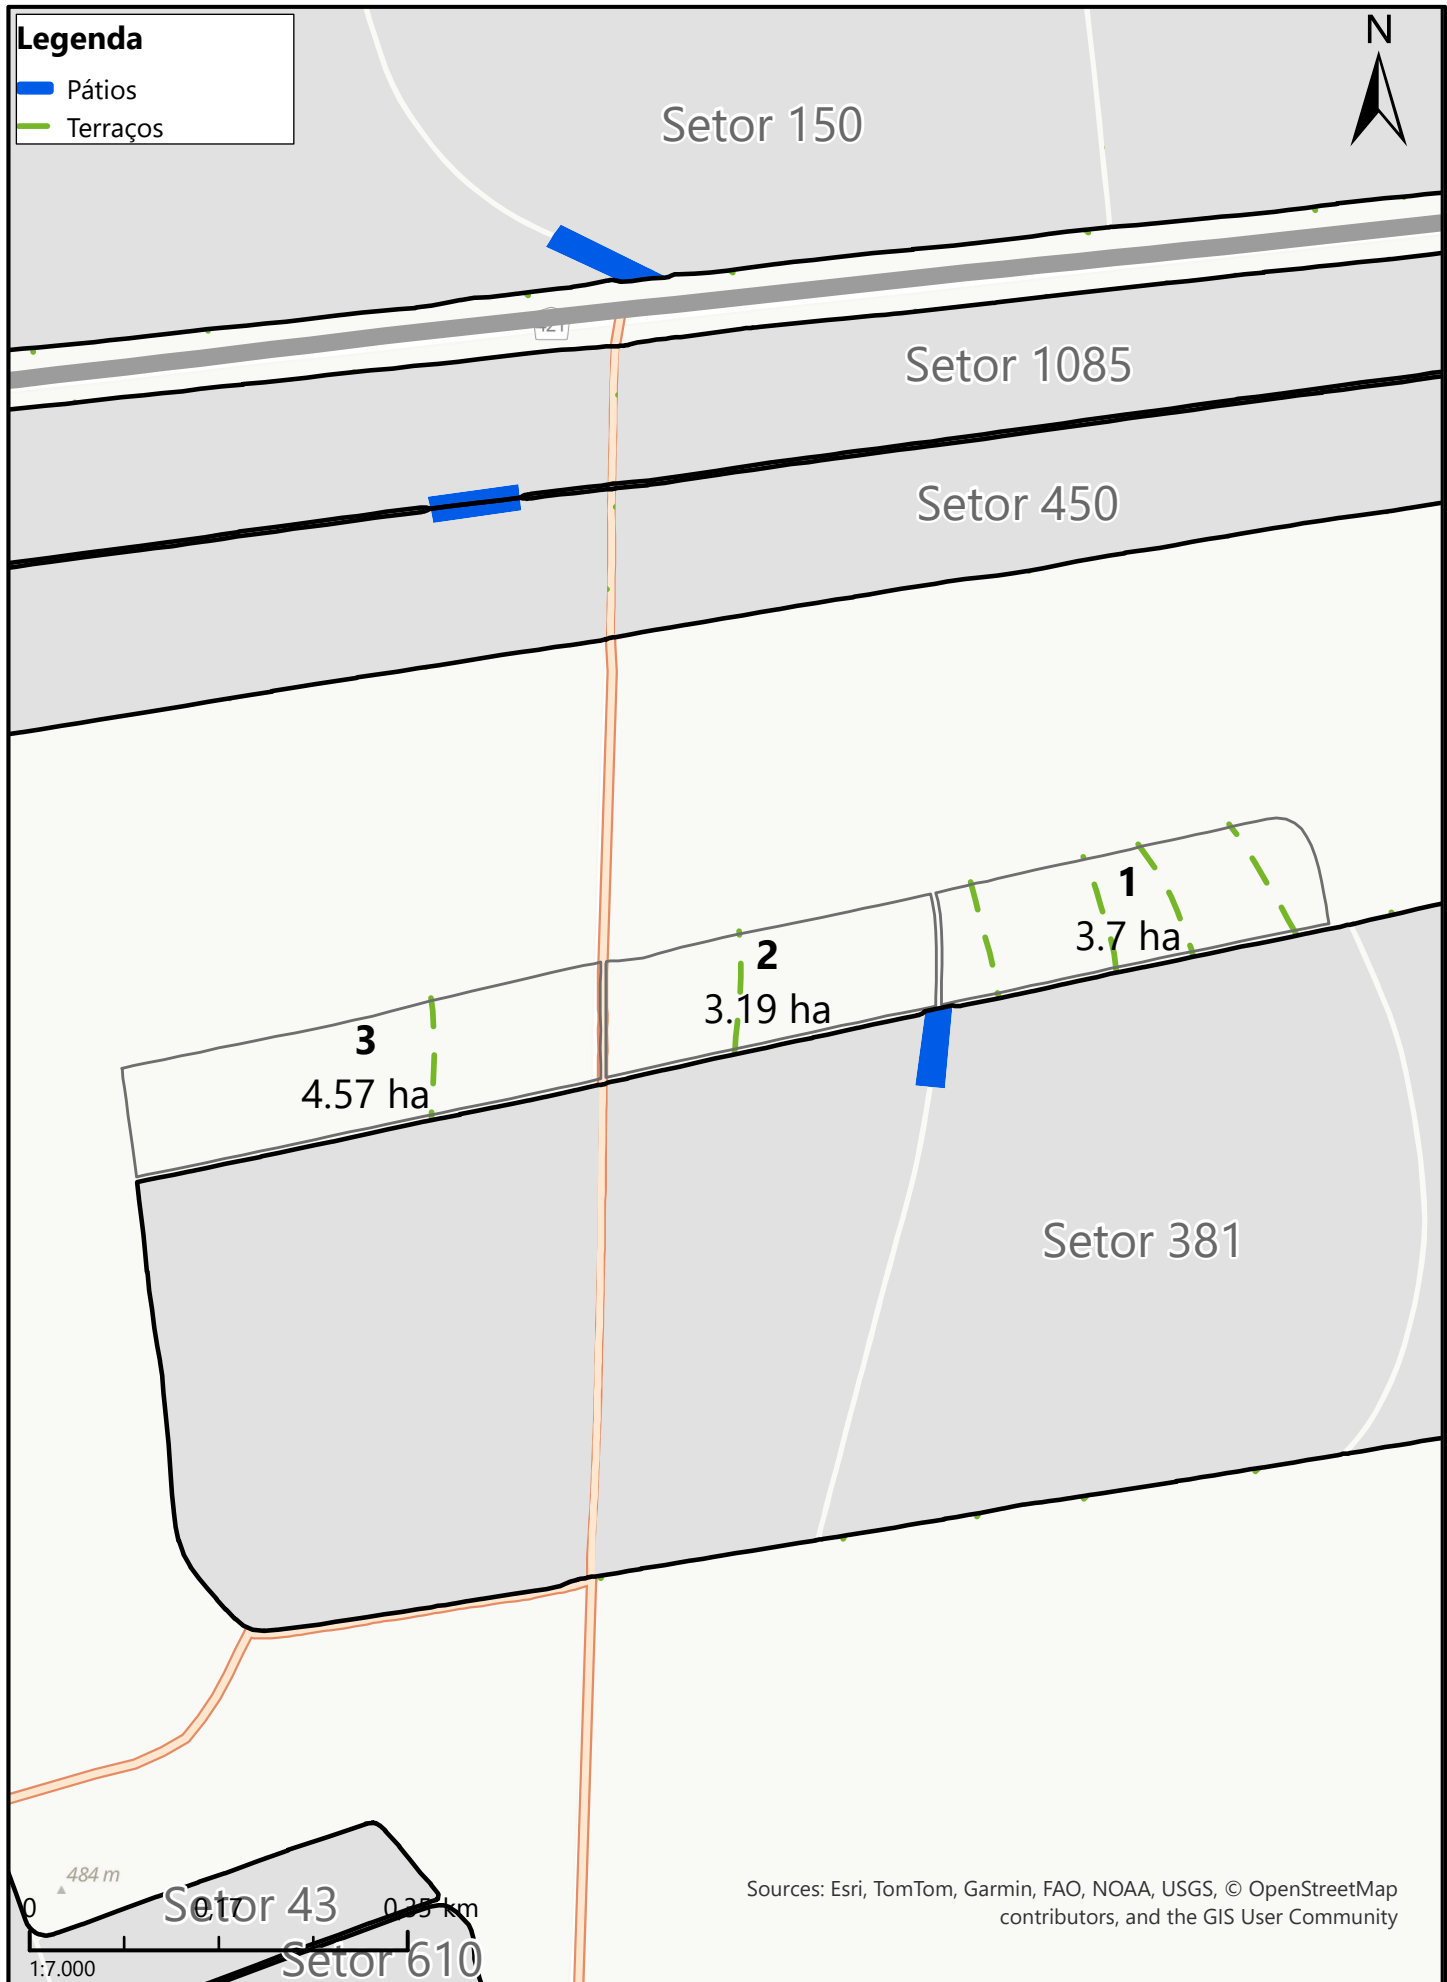 Legenda
Pátios
Terraços
N
Setor 150
421
Setor 1085
Setor 450
1
3.7 ha
2
3.19 ha
3
4.57 ha
Setor 381
484 m
Setor 43
0 0,17 0,35 km
Setor 610
1:7.000
Sources: Esri, TomTom, Garmin, FAO, NOAA, USGS, © OpenStreetMap
contributors, and the GIS User Community